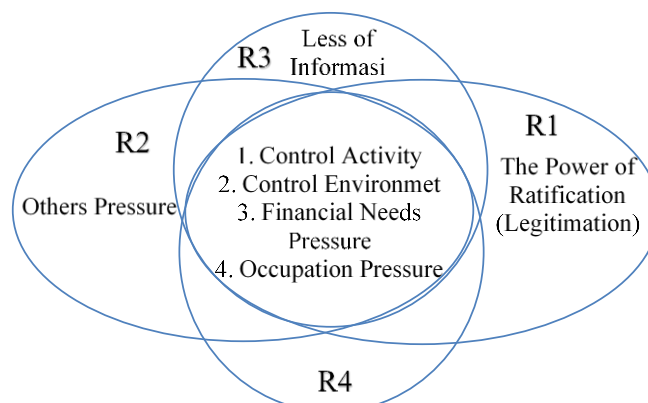 R3
Less of
Informasi
R2
Others Pressure
1. Control Activity
2. Control Environmet
3. Financial Needs
Pressure
4. Occupation Pressure
R1
The Power of
Ratification
(Legitimation)
R4